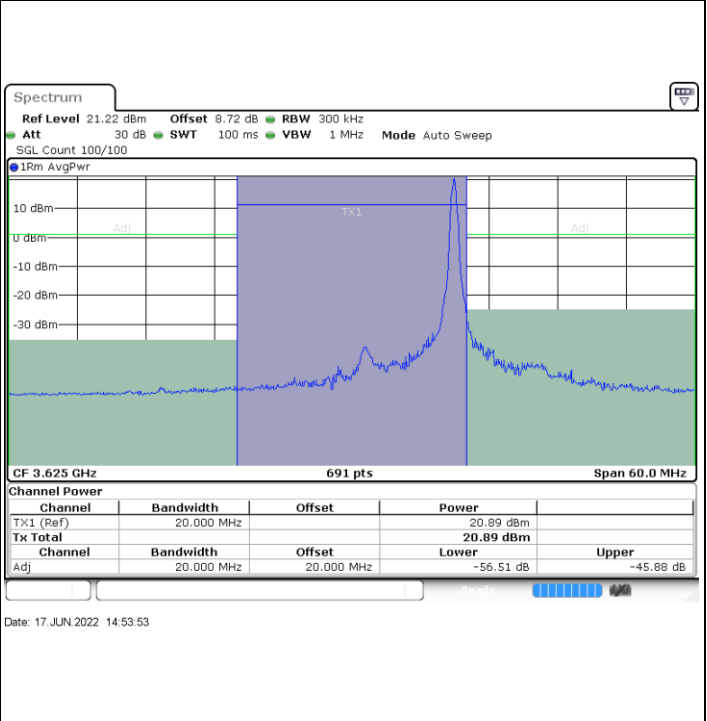 Spectrum
Ref Level 21.22 dBm Offset 8.72 dB RBW 300 kHz
Att 30 dB SWT 100 ms VBW 1 MHz Mode Auto Sweep
SGL Count 100/100
1Rm AvgPwr
10 dBm
TX1
Adj Adj
0 dBm
-10 dBm
-20 dBm
-30 dBm
CF 3.625 GHz 691 pts Span 60.0 MHz
Channel Power
Channel Bandwidth Offset Power
TX1 (Ref) 20.000 MHz 20.89 dBm
Tx Total 20.89 dBm
Channel Bandwidth Offset Lower Upper
Adj 20.000 MHz 20.000 MHz -56.51 dB -45.88 dB
Ready
Date: 17.JUN.2022 14:53:53